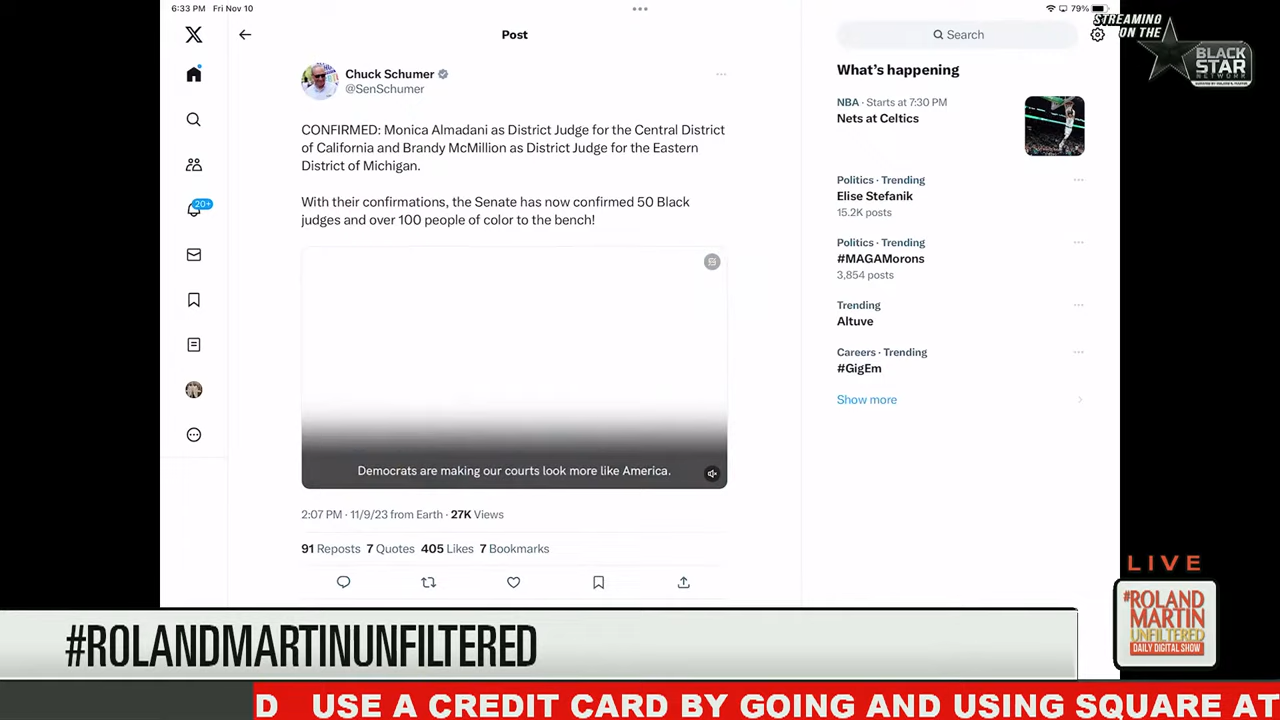 6:33 PM Fri Nov 10
79%
STREAMING
ON THE
BLACK
STAR
NETWORK
Post
Search
Chuck Schumer
@SenSchumer
CONFIRMED: Monica Almadani as District Judge for the Central District
of California and Brandy McMillion as District Judge for the Eastern
District of Michigan.
With their confirmations, the Senate has now confirmed 50 Black
judges and over 100 people of color to the bench!
Democrats are making our courts look more like America.
2:07 PM · 11/9/23 from Earth · 27K Views
91 Reposts 7 Quotes 405 Likes 7 Bookmarks
20+
What's happening
NBA · Starts at 7:30 PM
Nets at Celtics
Politics · Trending
Elise Stefanik
15.2K posts
Politics · Trending
#MAGAMorons
3,854 posts
Trending
Altuve
Careers · Trending
#GigEm
Show more
LIVE
#ROLAND
MARTIN
UNFILTERED
DAILY DIGITAL SHOW
#ROLANDMARTINUNFILTERED
D USE A CREDIT CARD BY GOING AND USING SQUARE AT